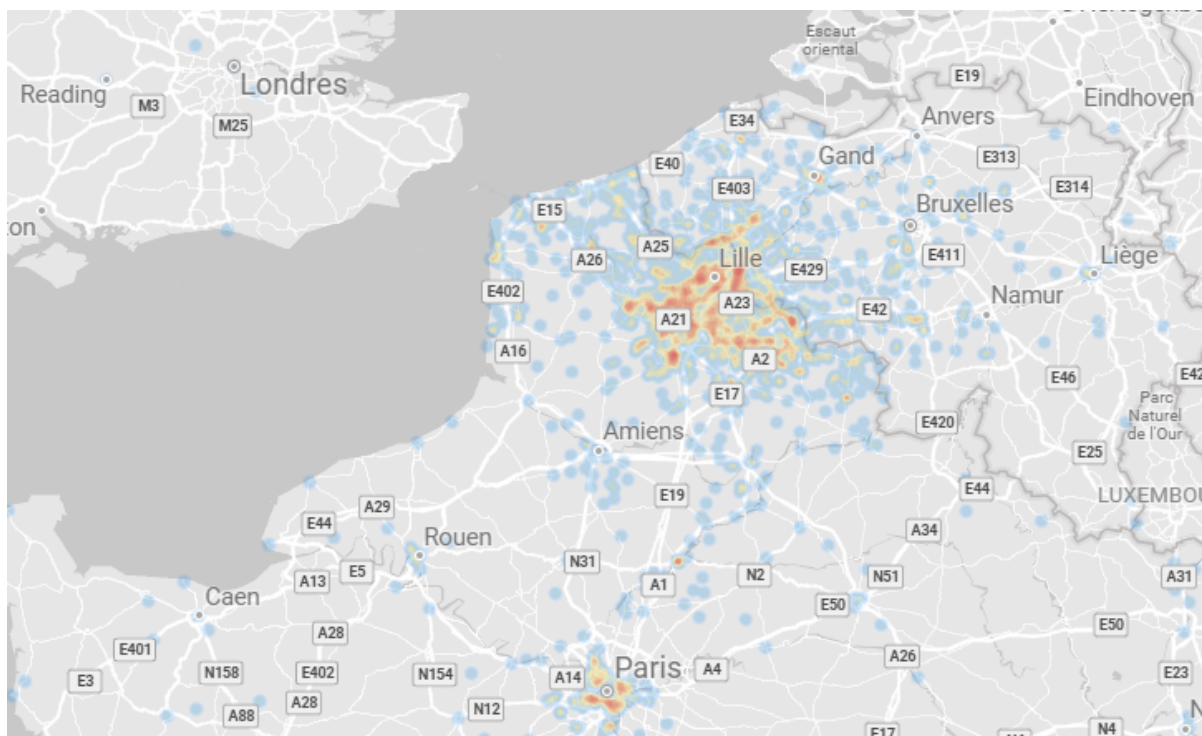 Escaut
oriental
E19
Londres
Reading
M3
M25
Eindhoven
E34
Anvers
E40
Gand
E313
E403
E314
E15
Bruxelles
ton
A25
E411
A26
Lille
E429
Liège
E402
A23
Namur
A21
E42
A16
A2
E46
E42
E17
Parc
Naturel
de l'Our
E420
Amiens
E25
E19
E44
LUXEMBOU
A29
E44
A34
Rouen
N31
A1
N2
N51
A31
A13
E5
Caen
E50
A28
E50
E401
A26
N158
E402
N154
A14
Paris
A4
E23
E3
A28
N12
A88
E17
N4
N